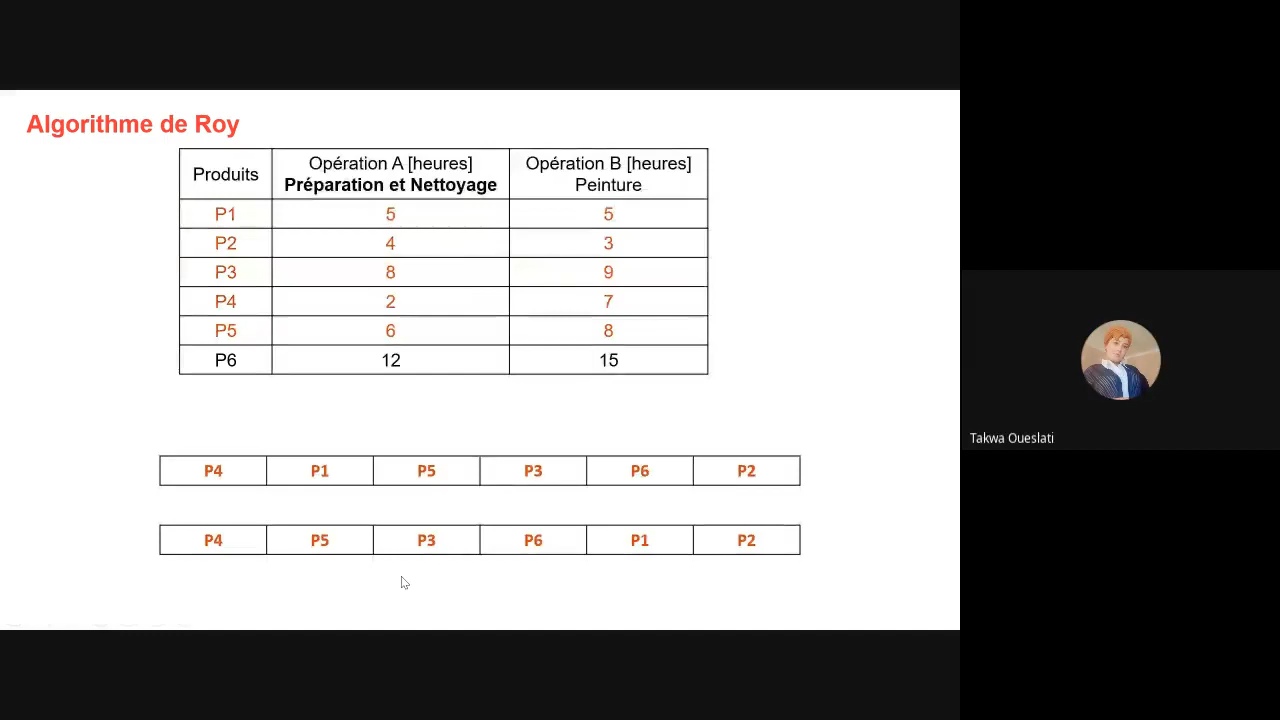 Algorithme de Roy
Produits
Opération A [heures]
Préparation et Nettoyage
Opération B [heures]
Peinture
P1 5 5
P2 4 3
P3 8 9
P4 2 7
P5 6 8
P6 12 15
P4 P1 P5 P3 P6 P2
P4 P5 P3 P6 P1 P2
Takwa Oueslati